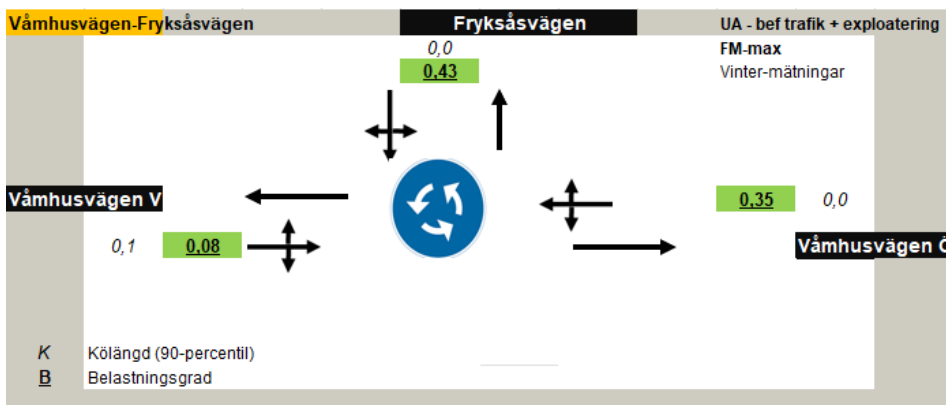 Våmhusvägen-Fryksåsvägen
Fryksåsvägen
UA - bef trafik + exploatering
0,0
FM-max
0,43
Vinter-mätningar
Våmhusvägen V
0,35 0,0
0,1 0,08
Våmhusvägen Ö
K Kölängd (90-percentil)
B Belastningsgrad